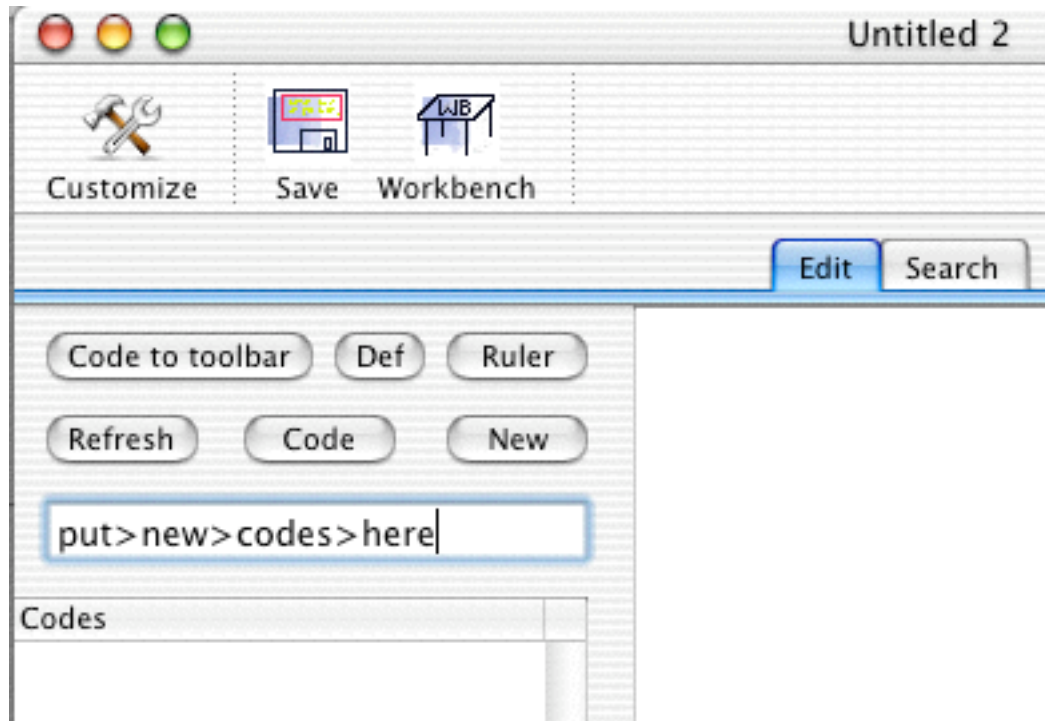 Untitled 2
WB
Customize Save Workbench
Edit Search
Code to toolbar Def Ruler
Refresh Code New
put>new>codes>here
Codes